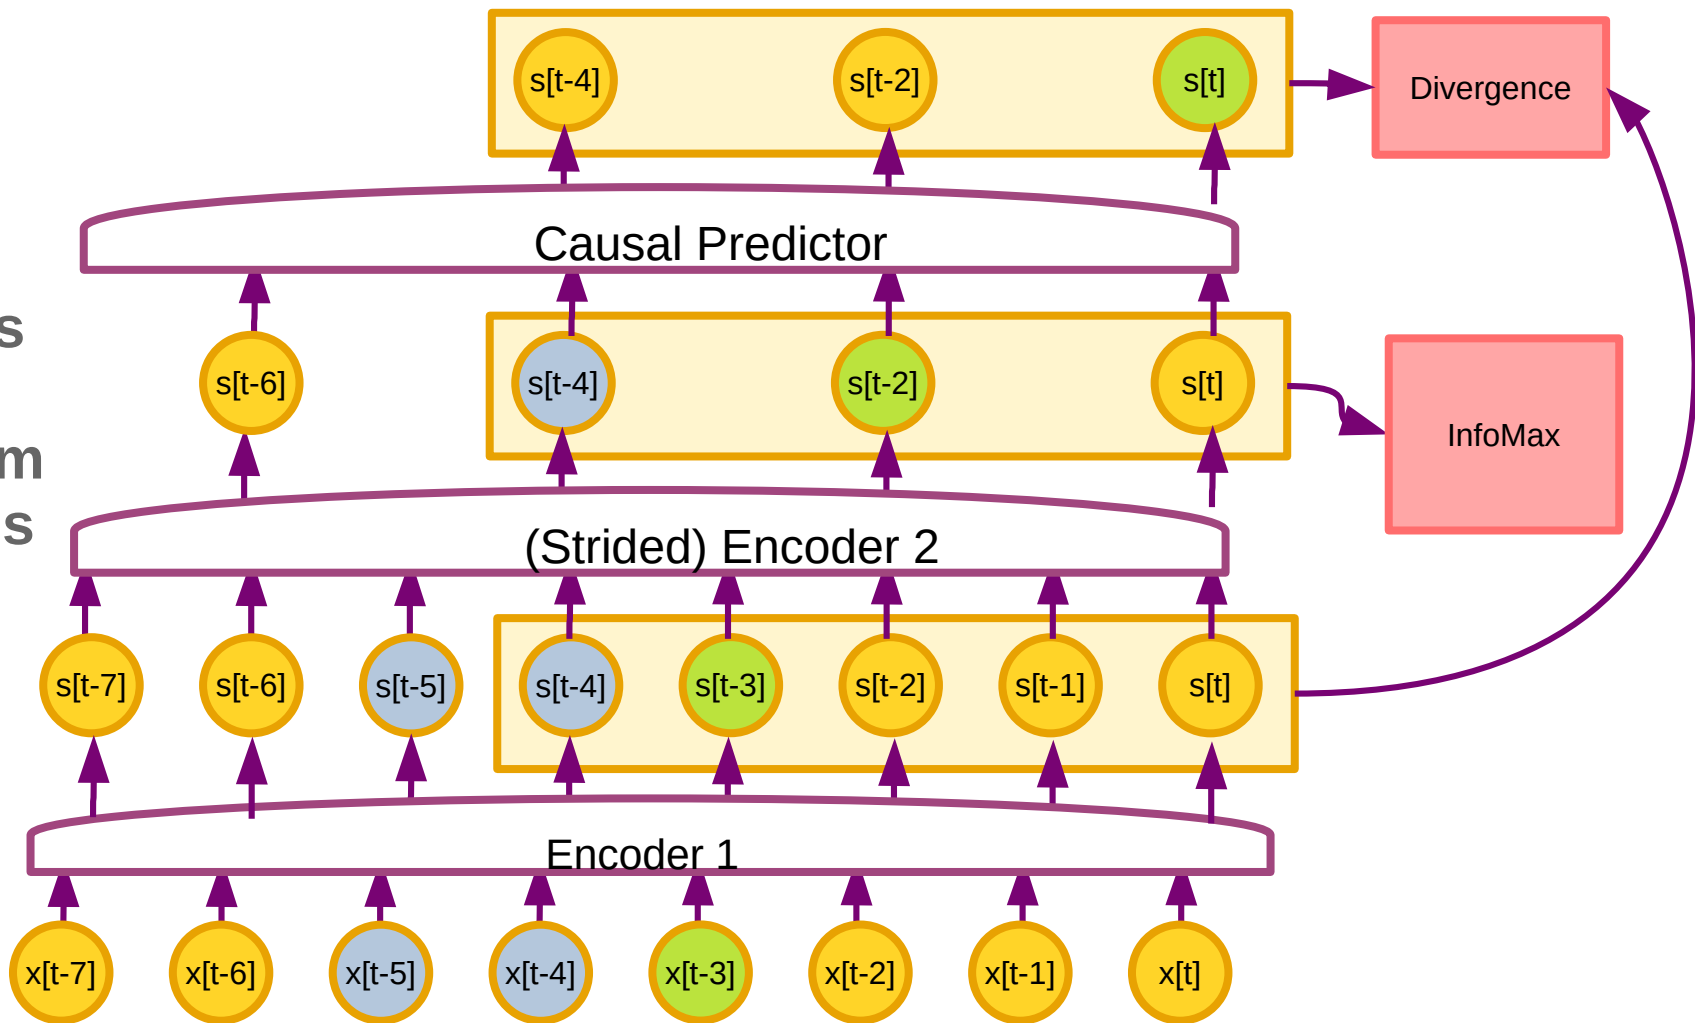 s[t-4] s[t-2] s[t] Divergence
Causal Predictor
s
s[t-6] s[t-4] s[t-2] s[t]
InfoMax
m
s
(Strided) Encoder 2
s[t-7] s[t-6] s[t-5] s[t-4] s[t-3] s[t-2] s[t-1] s[t]
Encoder 1
x[t-7] x[t-6] x[t-5] x[t-4] x[t-3] x[t-2] x[t-1] x[t]